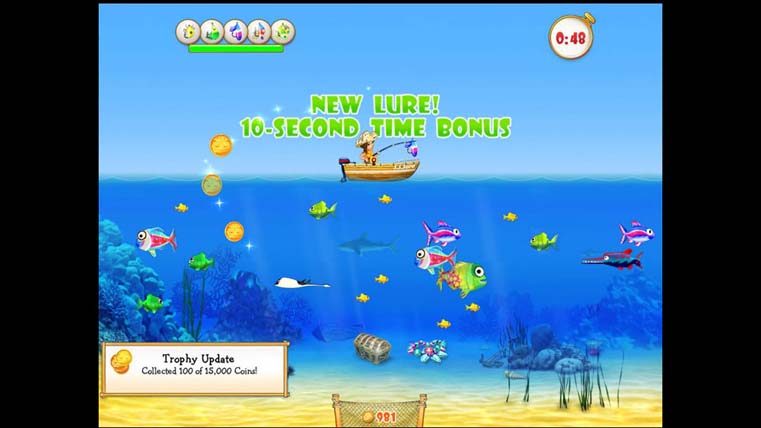 0:48
NEW LURE!
10-SECOND TIME BONUS
Trophy Update
Collected 100 of 15,000 Coins!
981